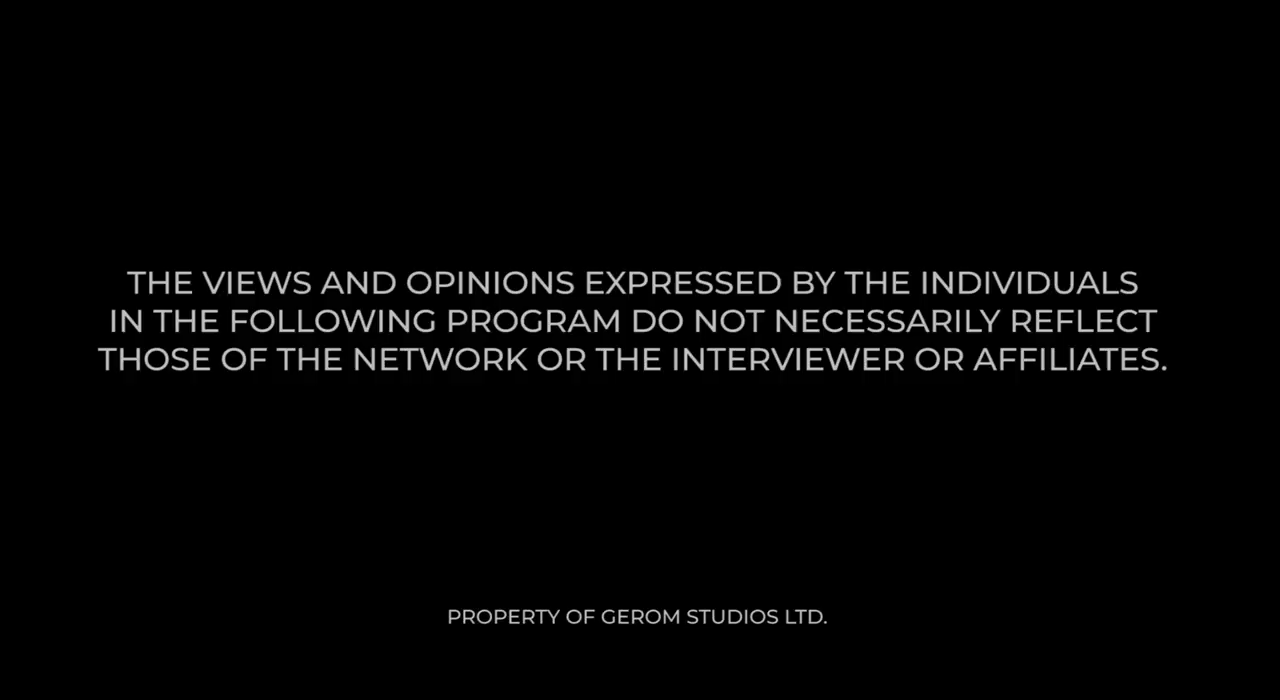 THE VIEWS AND OPINIONS EXPRESSED BY THE INDIVIDUALS
IN THE FOLLOWING PROGRAM DO NOT NECESSARILY REFLECT
THOSE OF THE NETWORK OR THE INTERVIEWER OR AFFILIATES.
PROPERTY OF GEROM STUDIOS LTD.